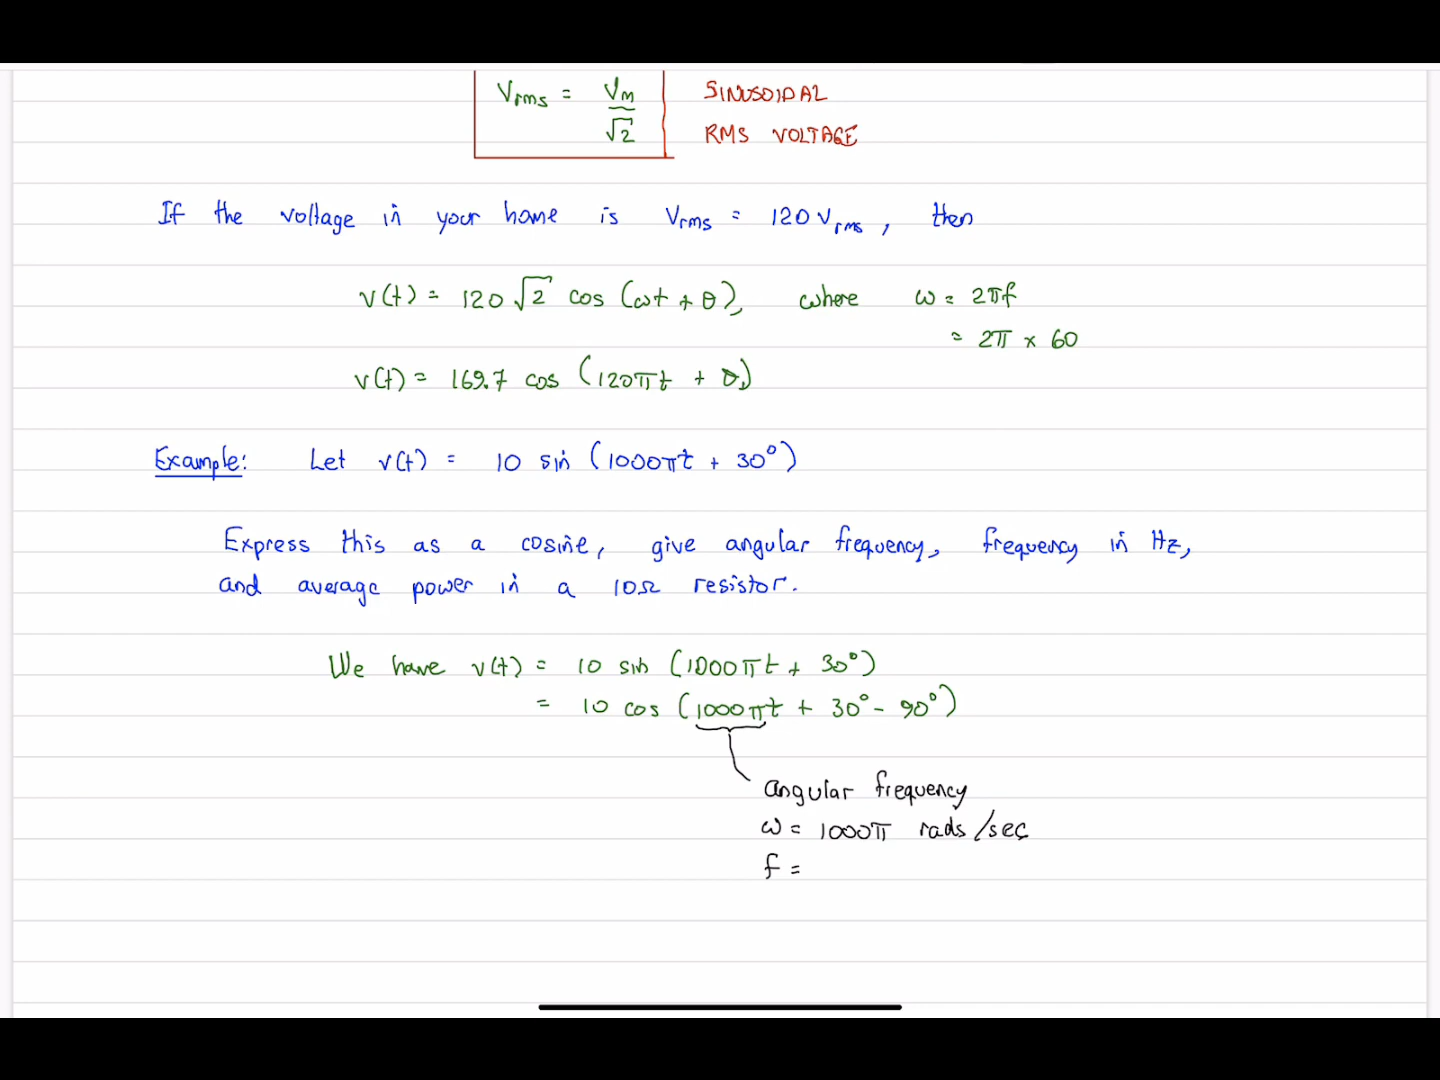 Vrms = VM/√2 SINUSOIDAL
RMS VOLTAGE
If the voltage in your home is Vrms = 120 Vrms, then
v(t) = 120 √2 cos (ωt + θ), where ω = 2πf
= 2π × 60
v(t) = 169.7 cos (120πt + θ)
Example: Let v(t) = 10 sin (1000πt + 30°)
Express this as a cosine, give angular frequency, frequency in Hz,
and average power in a 10Ω resistor.
We have v(t) = 10 sin (1000πt + 30°)
= 10 cos (1000πt + 30° - 90°)
angular frequency
ω = 1000π rads/sec
f =